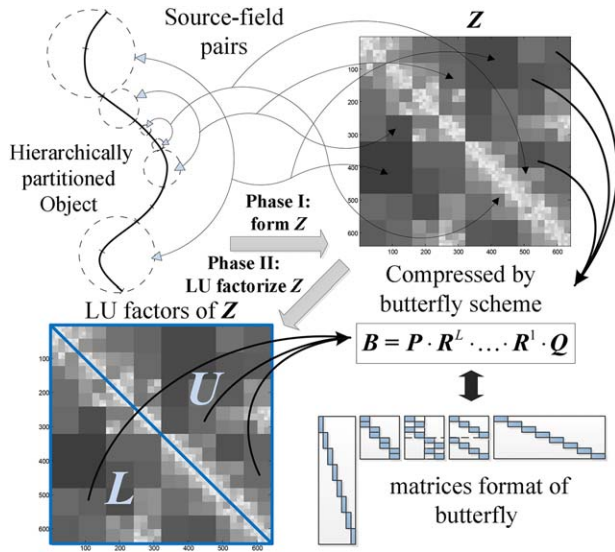 Source-field
pairs
Z
100
200
300
400
500
600
100 200 300 400 500 600
Hierarchically
partitioned
Object
Phase I:
form Z
Phase II:
LU factorize Z
Compressed by
butterfly scheme
B = P · R^L · … · R^1 · Q
LU factors of Z
100
200
300
400
500
600
100 200 300 400 500 600
U
L
matrices format of
butterfly